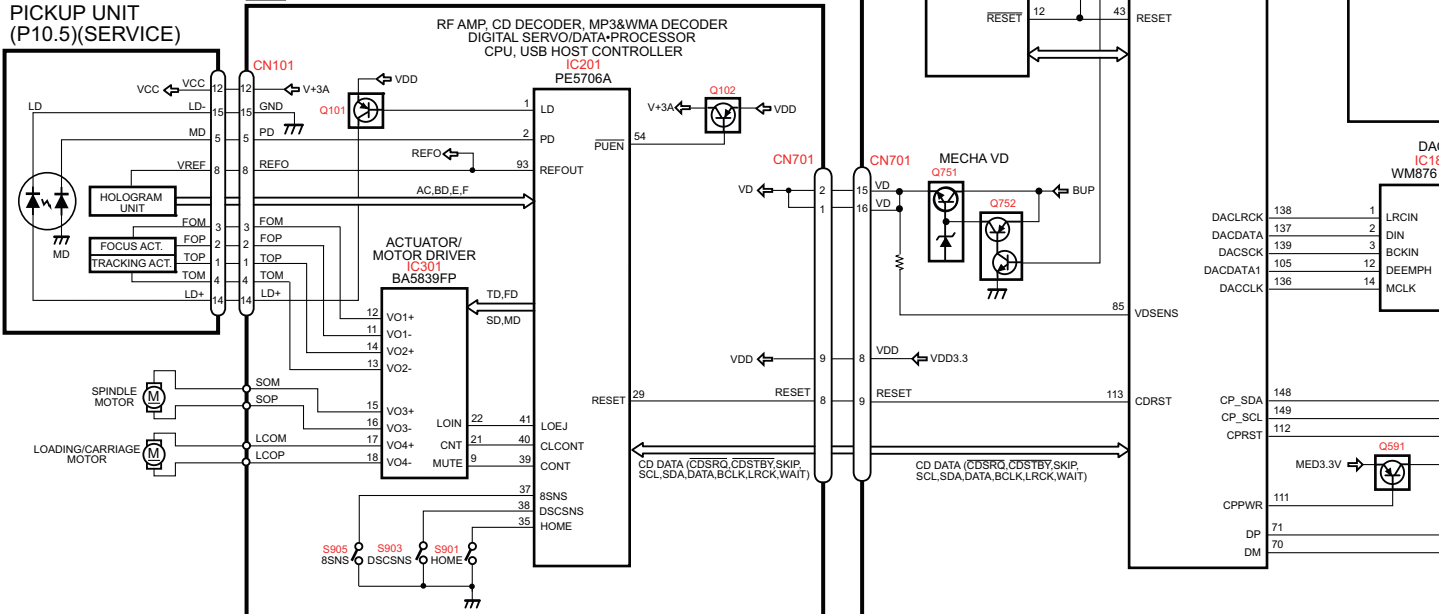 PICKUP UNIT
(P10.5)(SERVICE)
CN101
VCC
VCC
12
12
V+3A
LD
LD-
15
15
GND
MD
5
5
PD
VREF
8
8
REFO
HOLOGRAM
UNIT
AC,BD,E,F
FOM
3
3
FOM
FOCUS ACT.
FOP
2
2
FOP
TRACKING ACT.
TOP
1
1
TOP
TOM
4
4
TOM
LD+
14
14
LD+
MD
SPINDLE
MOTOR
M
SOM
SOP
LOADING/CARRIAGE
MOTOR
M
LCOM
LCOP
RF AMP, CD DECODER, MP3&WMA DECODER
DIGITAL SERVO/DATA•PROCESSOR
CPU, USB HOST CONTROLLER
IC201
PE5706A
VDD
Q101
1
LD
2
PD
REFO
93
REFOUT
54
PUEN
V+3A
Q102
VDD
ACTUATOR/
MOTOR DRIVER
IC301
BA5839FP
TD,FD
SD,MD
12
VO1+
11
VO1-
14
VO2+
13
VO2-
15
VO3+
16
VO3-
17
VO4+
18
VO4-
LOIN
22
41
LOEJ
CNT
21
40
CLCONT
MUTE
9
39
CONT
37
8SNS
38
DSCSNS
35
HOME
S905
8SNS
S903
DSCSNS
S901
HOME
RESET
29
RESET
8
9
RESET
113
CDRST
CD DATA (CDSRQ,CDSTBY,SKIP,
SCL,SDA,DATA,BCLK,LRCK,WAIT)
CD DATA (CDSRQ,CDSTBY,SKIP,
SCL,SDA,DATA,BCLK,LRCK,WAIT)
CN701
CN701
VD
2
15
VD
1
16
VD
MECHA VD
Q751
Q752
BUP
VDD
9
8
VDD
VDD3.3
85
VDSENS
RESET
12
43
RESET
DACLRCK
138
1
LRCIN
DACDATA
137
2
DIN
DACSCK
139
3
BCKIN
DACDATA1
105
12
DEEMPH
DACCLK
136
14
MCLK
DAC
IC18
WM876
CP_SDA
148
CP_SCL
149
CPRST
112
Q591
MED3.3V
CPPWR
111
DP
71
DM
70